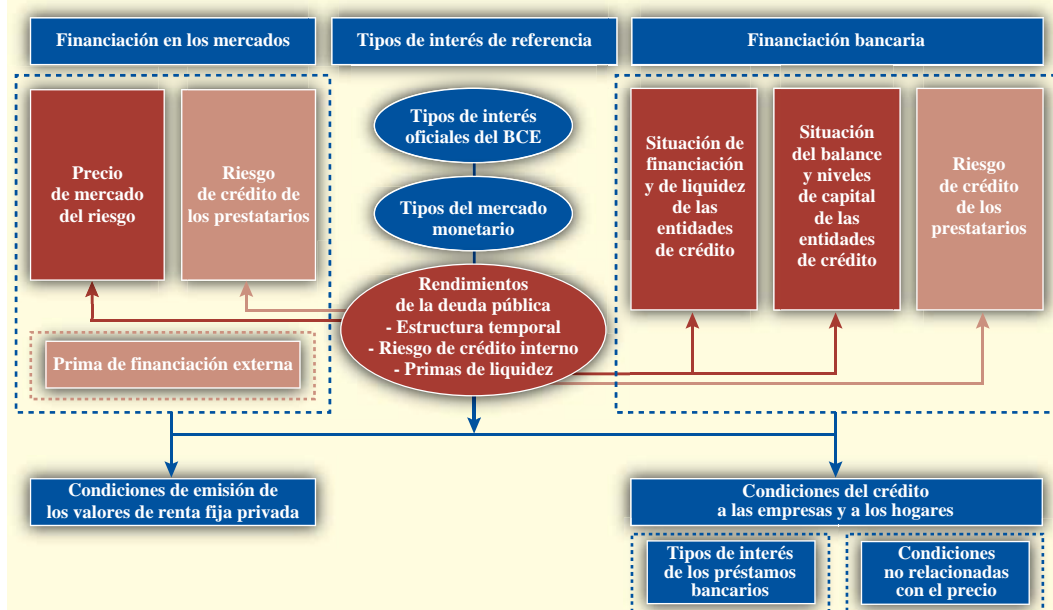 Financiación en los mercados
Tipos de interés de referencia
Financiación bancaria
Precio
de mercado
del riesgo
Riesgo
de crédito de
los prestatarios
Prima de financiación externa
Tipos de interés
oficiales del BCE
Tipos del mercado
monetario
Rendimientos
de la deuda pública
- Estructura temporal
- Riesgo de crédito interno
- Primas de liquidez
Situación de
financiación
y de liquidez
de las
entidades
de crédito
Situación
del balance
y niveles
de capital
de las
entidades
de crédito
Riesgo
de crédito
de los
prestatarios
Condiciones de emisión de
los valores de renta fija privada
Condiciones del crédito
a las empresas y a los hogares
Tipos de interés
de los préstamos
bancarios
Condiciones
no relacionadas
con el precio